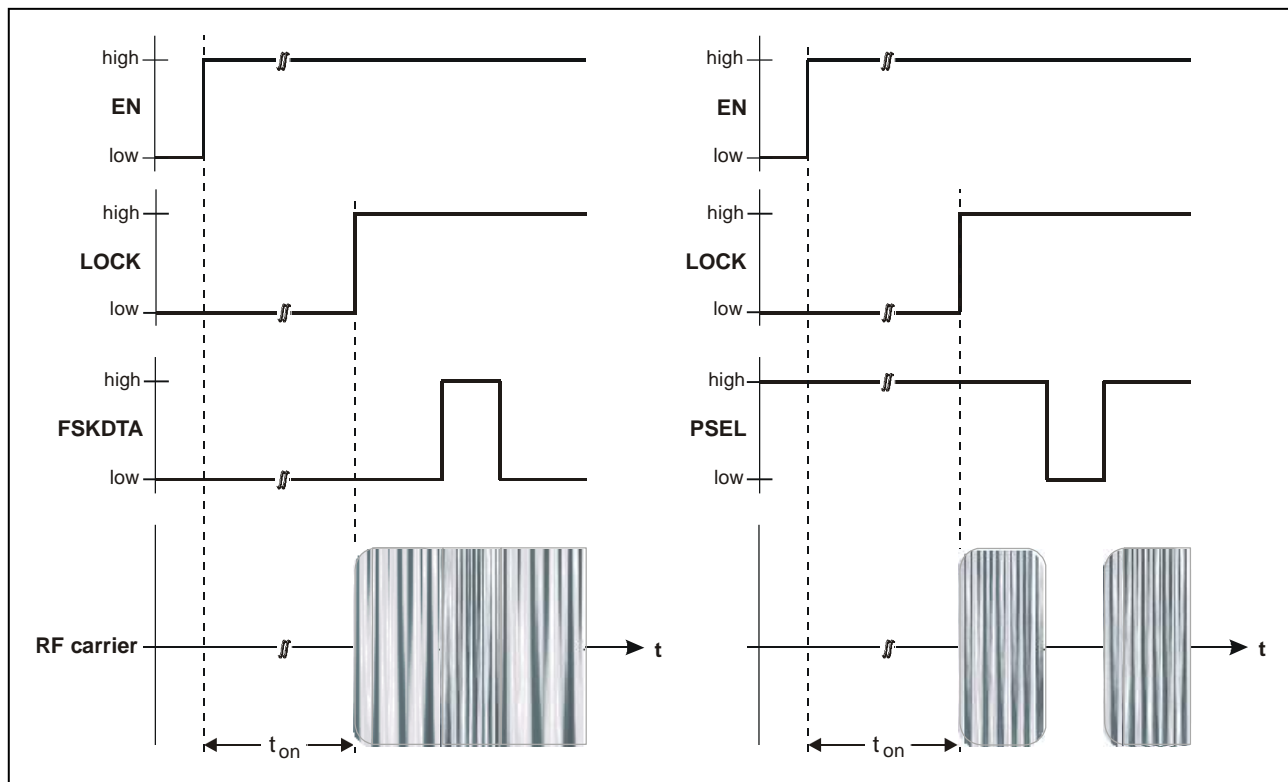 high
EN
low
high
LOCK
low
high
FSKDTA
low
RF carrier
t
t on
high
EN
low
high
LOCK
low
high
PSEL
low
t
t on